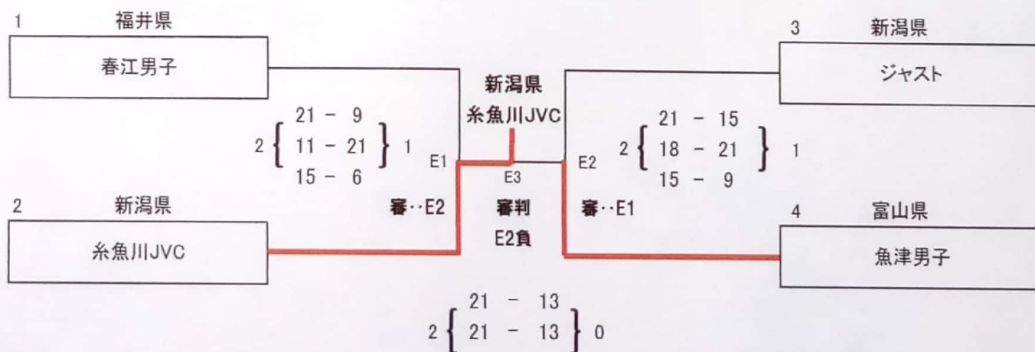 1 福井県
春江男子
3 新潟県
ジャスト
新潟県
糸魚川JVC
21 - 9
2 { 11 - 21 } 1
15 - 6
21 - 15
2 { 18 - 21 } 1
15 - 9
E1
E3
E2
2 新潟県
糸魚川JVC
審‥E2
審判
E2負
審‥E1
4 富山県
魚津男子
21 - 13
2 { 21 - 13 } 0